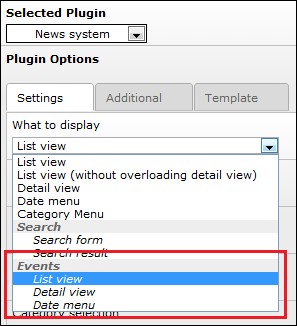 Selected Plugin
News system
Plugin Options
Settings Additional Template
What to display
List view
List view
List view (without overloading detail view)
Detail view
Date menu
Category Menu
Search
Search form
Search result
Events
List view
Detail view
Date menu
Category selection